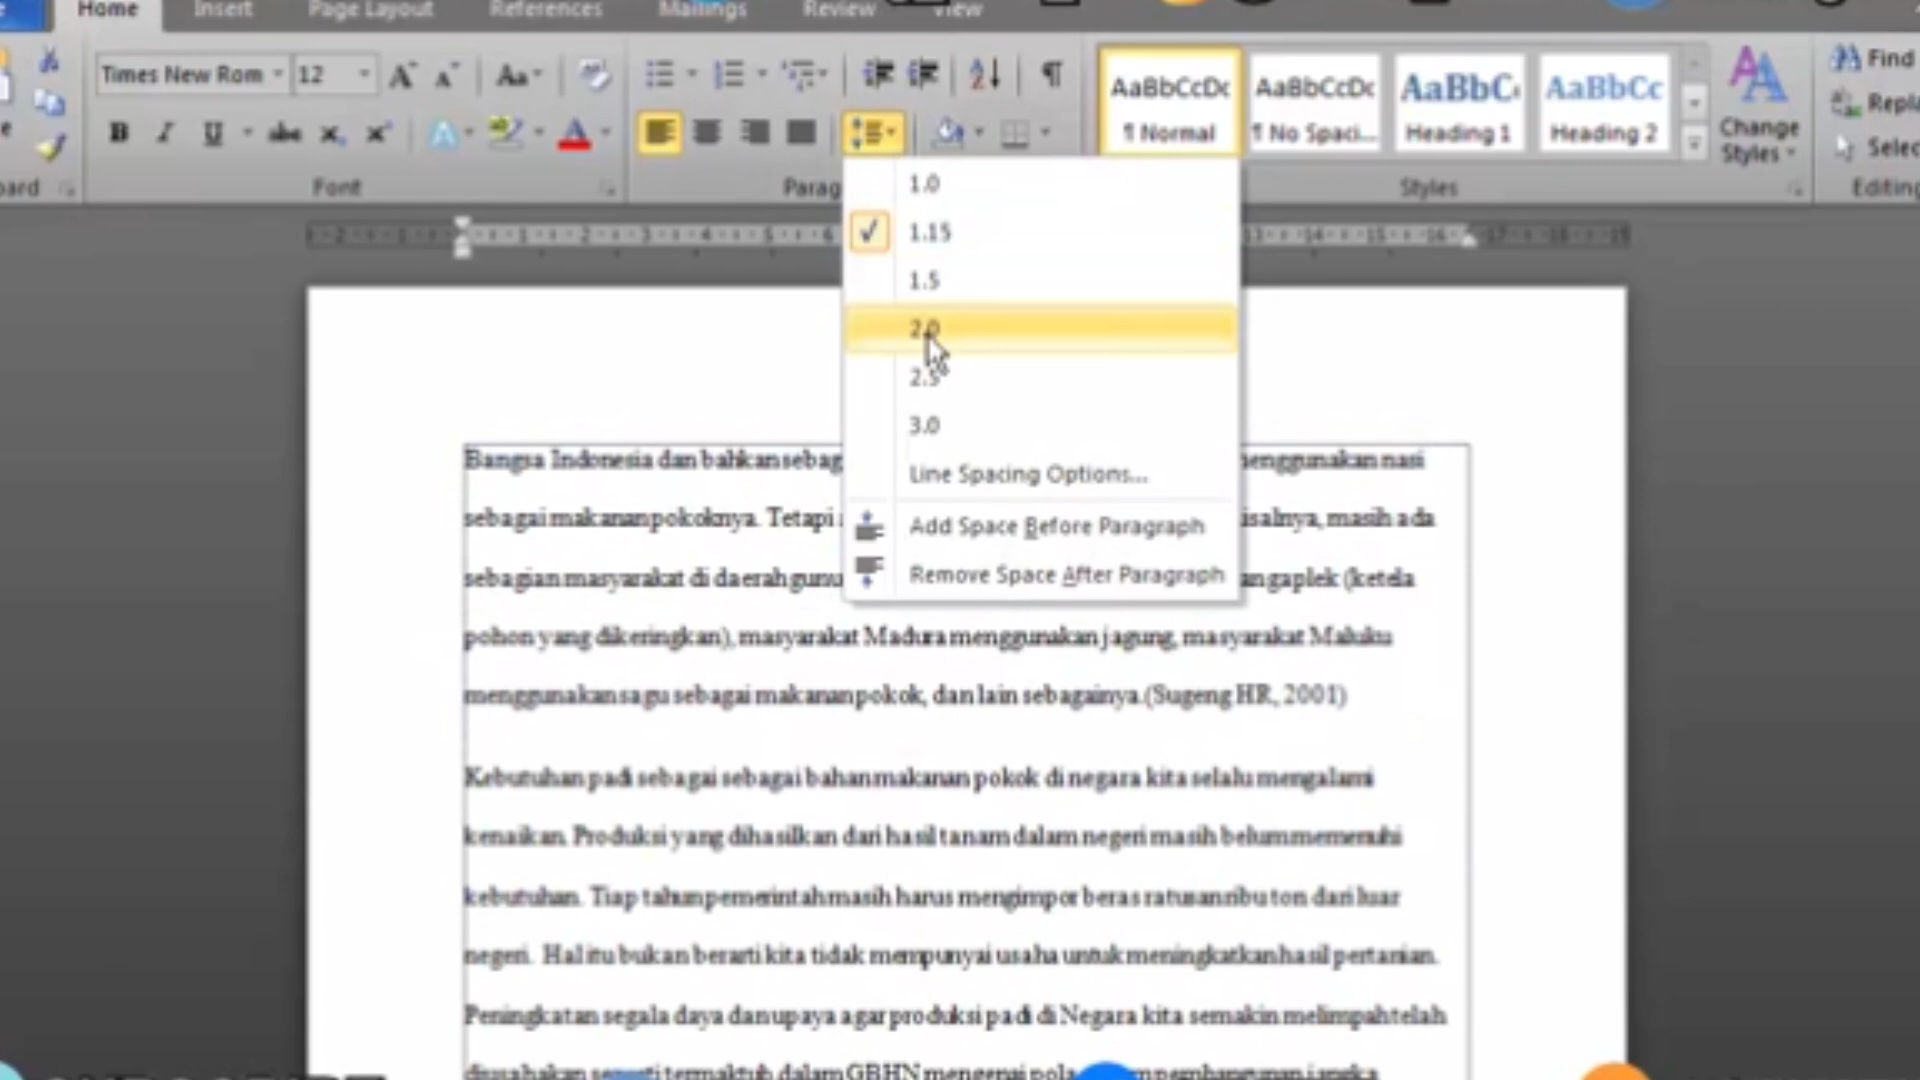 Home Insert Page Layout References Mailings Review View
Times New Rom 12 Aa
AaBbCcDc AaBbCcDc AaBbC AaBbCc
Find
B I U abc x x A A
¶ Normal ¶ No Spaci... Heading 1 Heading 2
Change
Styles
Font Styles
1.0
1.15
1.5
2.0
2.5
3.0
Line Spacing Options...
Add Space Before Paragraph
Remove Space After Paragraph
Bangsa Indonesia dan bahkan menggunakan nasi
sebagai makanan pokoknya. Tetapi masih ada
sebagian masyarakat di daerah gaplek (ketela
pohon yang dikeringkan), masyarakat Madura menggunakan jagung, masyarakat Maluku
menggunakan sagu sebagai makanan pokok, dan lain sebagainya.(Sugeng HR, 2001)
Kebutuhan padi sebagai sebagai bahan makanan pokok di negara kita selalu mengalami
kenaikan. Produksi yang dihasilkan dari hasil tanam dalam negeri masih belum memenuhi
kebutuhan. Tiap tahun pemerintah masih harus mengimpor beras ratusan ribu ton dari luar
negeri. Hal itu bukan berarti kita tidak mempunyai usaha untuk meningkatkan hasil pertanian.
Peningkatan segala daya dan upaya agar produksi padi di Negara kita semakin melimpah telah
termaktub dalam GBHN mengenai